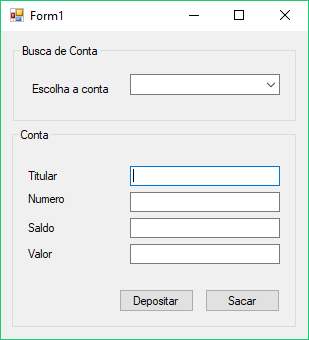 Form1
Busca de Conta
Escolha a conta
Conta
Titular
Numero
Saldo
Valor
Depositar Sacar